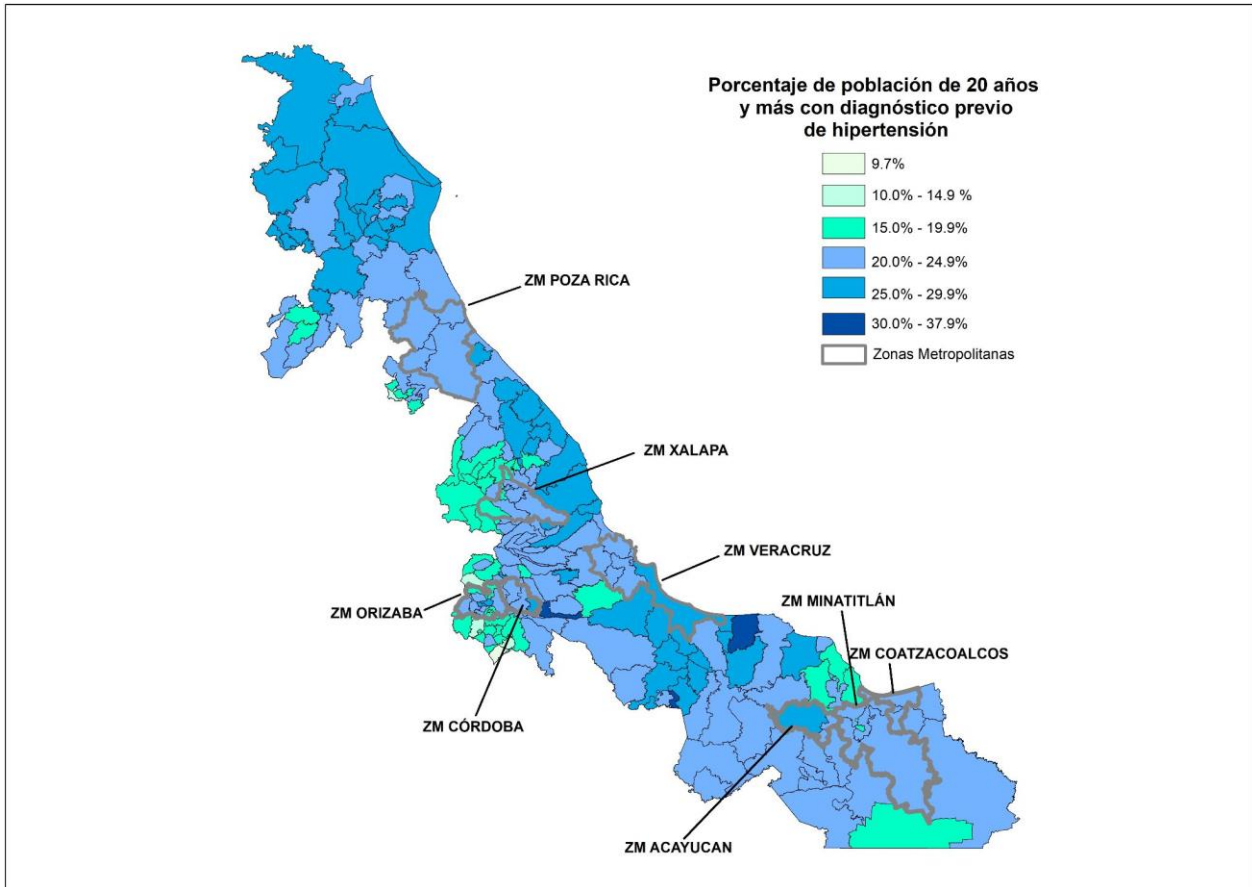 Porcentaje de población de 20 años
y más con diagnóstico previo
de hipertensión
9.7%
10.0% - 14.9 %
15.0% - 19.9%
20.0% - 24.9%
25.0% - 29.9%
30.0% - 37.9%
Zonas Metropolitanas
ZM POZA RICA
ZM XALAPA
ZM VERACRUZ
ZM ORIZABA
ZM MINATITLÁN
ZM COATZACOALCOS
ZM CÓRDOBA
ZM ACAYUCAN